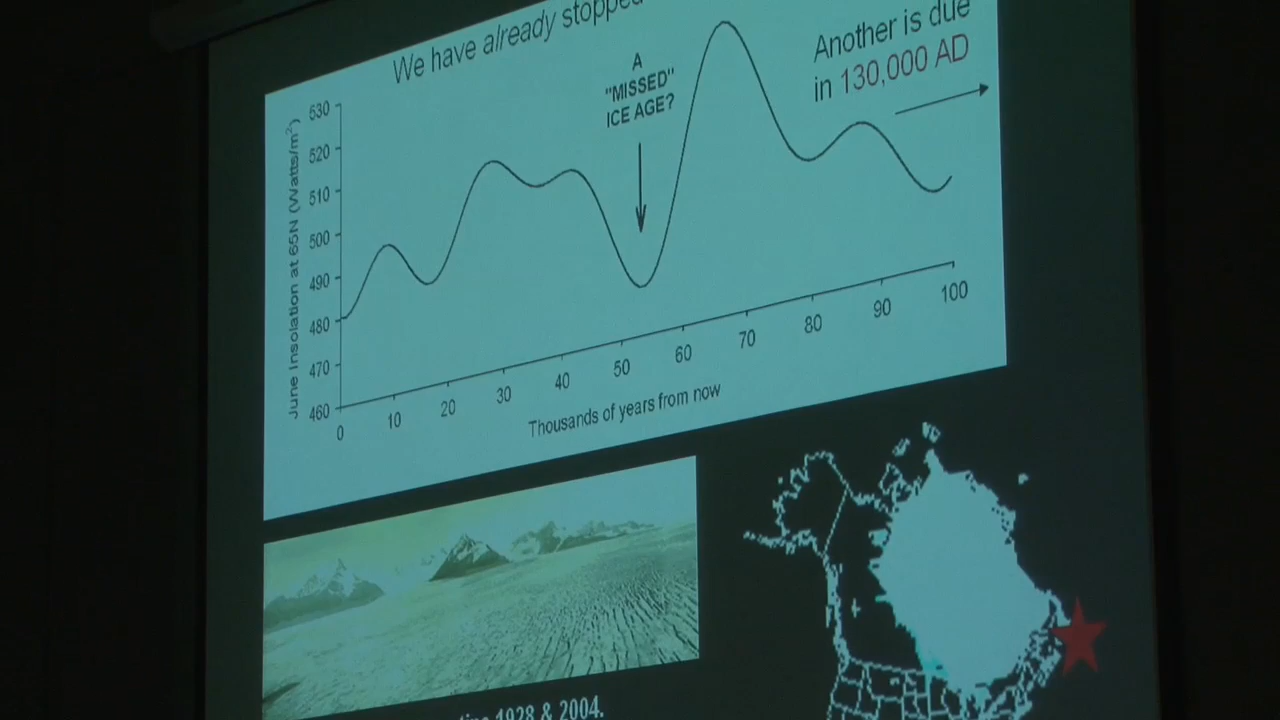 We have already stopped
Another is due
in 130,000 AD
A
"MISSED"
ICE AGE?
June Insolation at 65N (Watts/m²)
530
520
510
500
490
480
470
460
0
10
20
30
40
50
60
70
80
90
100
Thousands of years from now
1928 & 2004.